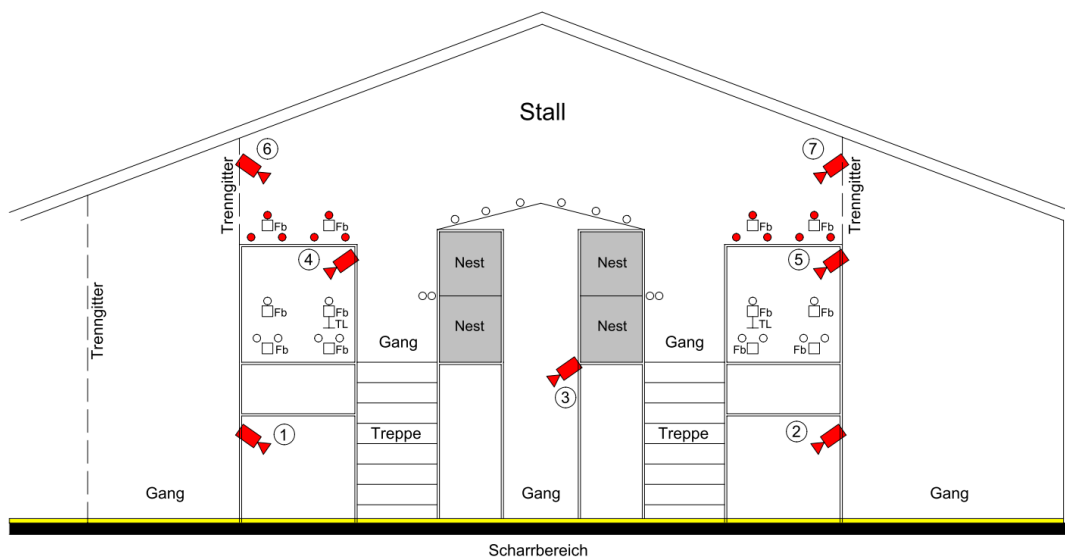 Stall
6
7
Trenngitter
Trenngitter
Fb
Fb
Fb
Fb
4
5
Nest
Nest
Trenngitter
Fb
Fb
TL
Fb
Fb
TL
Nest
Nest
Gang
Gang
Fb
Fb
Fb
Fb
3
1
Treppe
Treppe
2
Gang
Gang
Gang
Scharrbereich